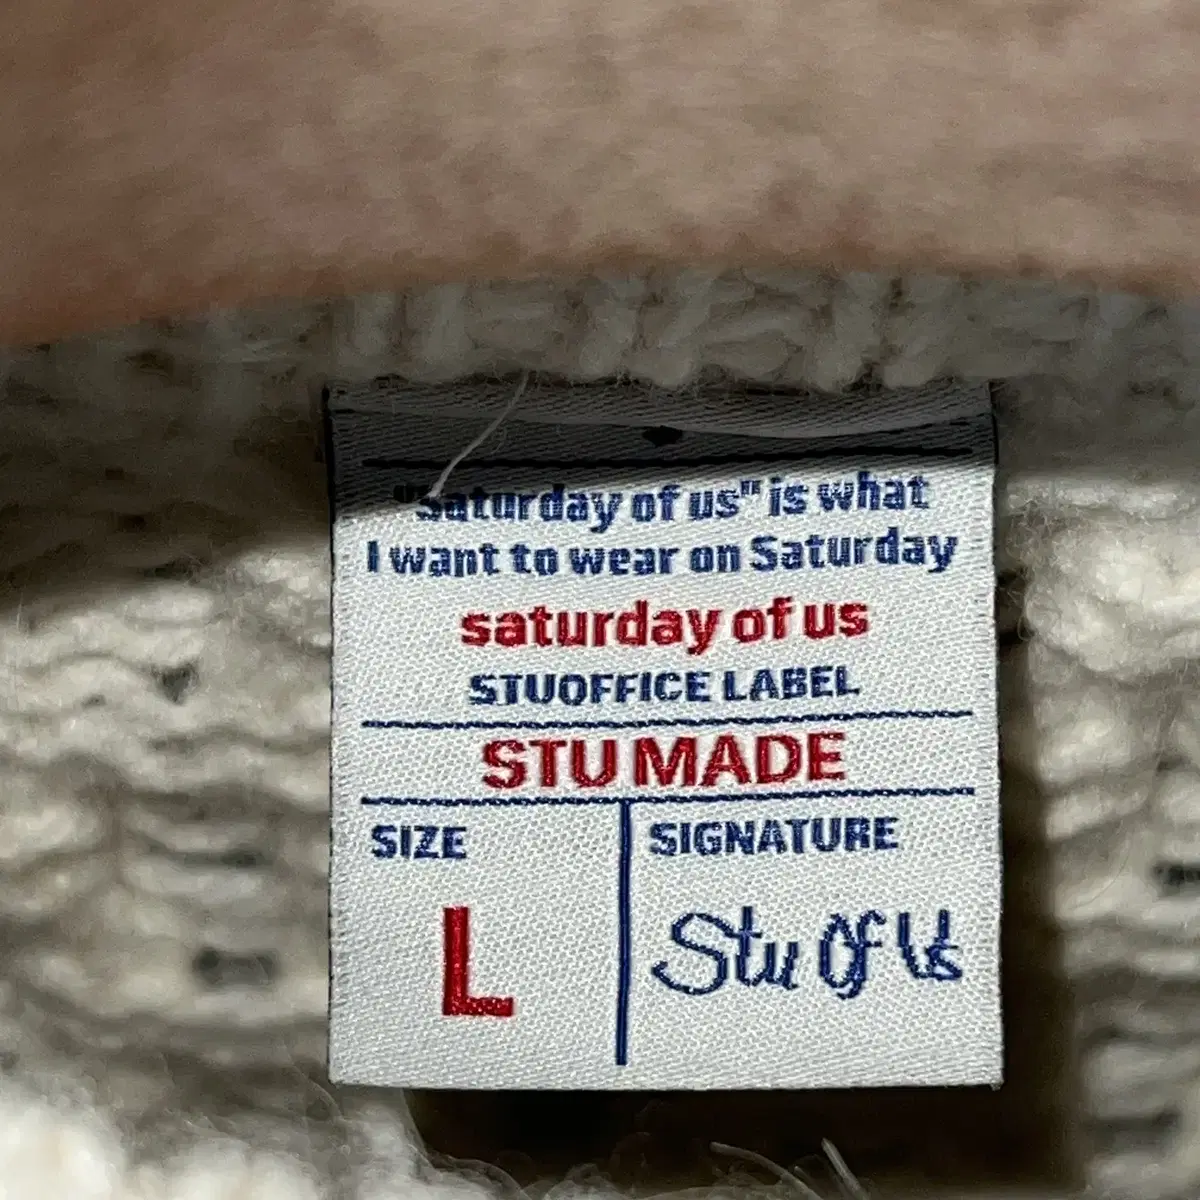 "saturday of us" is what
I want to wear on Saturday
saturday of us
STUOFFICE LABEL
STU MADE
SIZE
L
SIGNATURE
Stu Of Us